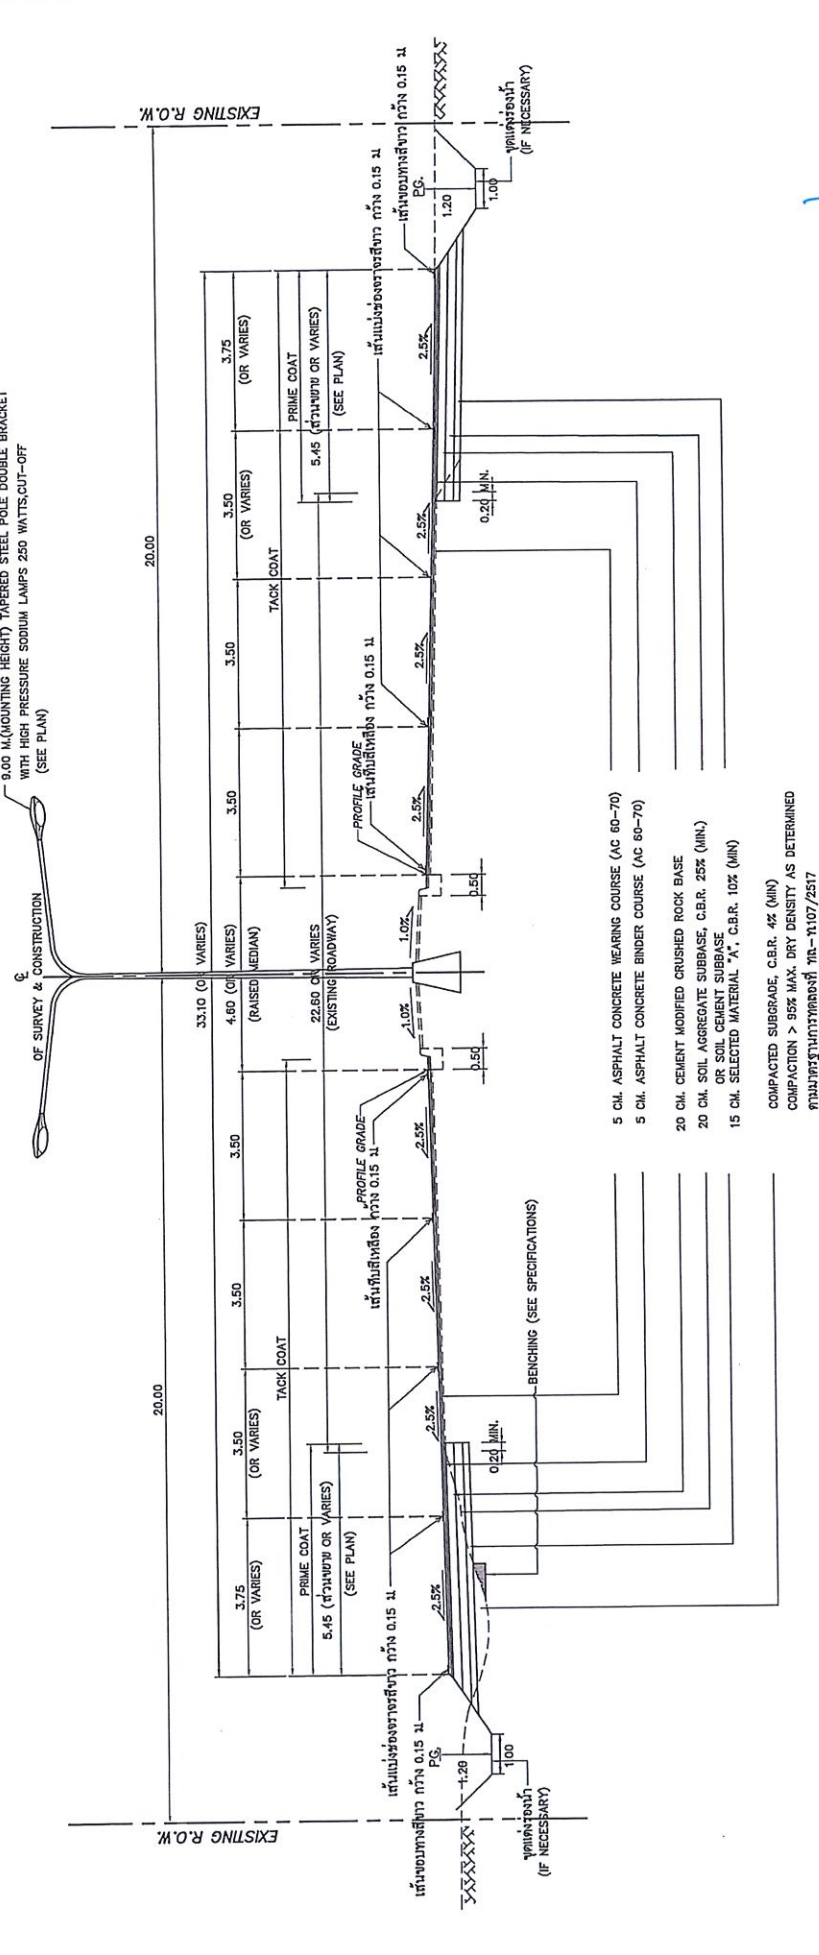 9.00 M.(MOUNTING HEIGHT) TAPERED STEEL POLE DOUBLE BRACKET
WITH HIGH PRESSURE SODIUM LAMPS 250 WATTS,CUT-OFF
(SEE PLAN)
℄
OF SURVEY & CONSTRUCTION
EXISTING R.O.W.
EXISTING R.O.W.
20.00
20.00
33.10 (OR VARIES)
3.75
(OR VARIES)
3.50
(OR VARIES)
3.50
3.50
4.60 (OR VARIES)
(RAISED MEDIAN)
3.50
3.50
3.50
(OR VARIES)
3.75
(OR VARIES)
TACK COAT
TACK COAT
PRIME COAT
22.60 OR VARIES
(EXISTING ROADWAY)
PRIME COAT
5.45 (ส่วนขยาย OR VARIES)
(SEE PLAN)
5.45 (ส่วนขยาย OR VARIES)
(SEE PLAN)
PROFILE GRADE
เส้นทึบสีเหลือง กว้าง 0.15 ม
PROFILE GRADE
เส้นทึบสีเหลือง กว้าง 0.15 ม
เส้นแบ่งช่องจราจรสีขาว กว้าง 0.15 ม
เส้นขอบทางสีขาว กว้าง 0.15 ม
เส้นแบ่งช่องจราจรสีขาว กว้าง 0.15 ม
เส้นขอบทางสีขาว กว้าง 0.15 ม
P.G.
P.G.
2.5%
2.5%
2.5%
2.5%
1.0%
1.0%
2.5%
2.5%
2.5%
2.5%
1.20
1.00
1.20
1.00
0.20 MIN.
0.50
0.50
0.20 MIN.
ขุดแต่งร่องน้ำ
(IF NECESSARY)
ขุดแต่งร่องน้ำ
(IF NECESSARY)
BENCHING (SEE SPECIFICATIONS)
5 CM. ASPHALT CONCRETE WEARING COURSE (AC 60-70)
5 CM. ASPHALT CONCRETE BINDER COURSE (AC 60-70)
20 CM. CEMENT MODIFIED CRUSHED ROCK BASE
20 CM. SOIL AGGREGATE SUBBASE, C.B.R. 25% (MIN.)
OR SOIL CEMENT SUBBASE
15 CM. SELECTED MATERIAL "A", C.B.R. 10% (MIN)
COMPACTED SUBGRADE, C.B.R. 4% (MIN)
COMPACTION > 95% MAX. DRY DENSITY AS DETERMINED
ตามมาตรฐานการทดลองที่ ทล-ท107/2517